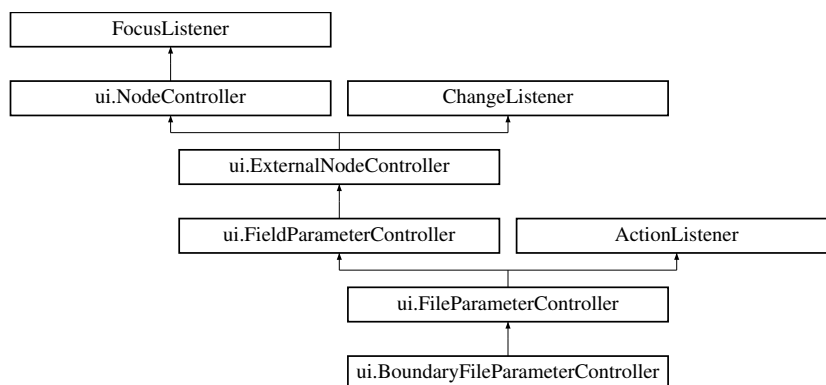 FocusListener
ui.NodeController
ChangeListener
ui.ExternalNodeController
ui.FieldParameterController
ActionListener
ui.FileParameterController
ui.BoundaryFileParameterController